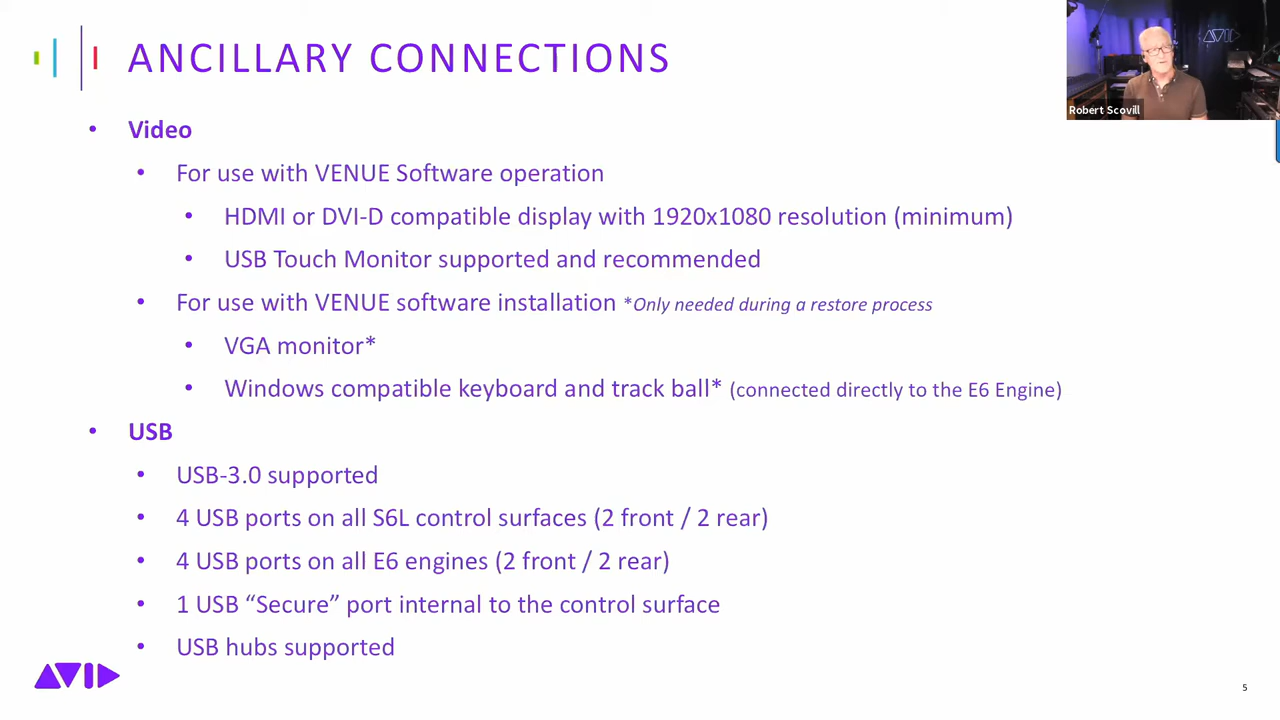 ANCILLARY CONNECTIONS
Robert Scovill
• Video
• For use with VENUE Software operation
• HDMI or DVI-D compatible display with 1920x1080 resolution (minimum)
• USB Touch Monitor supported and recommended
• For use with VENUE software installation *Only needed during a restore process
• VGA monitor*
• Windows compatible keyboard and track ball* (connected directly to the E6 Engine)
• USB
• USB-3.0 supported
• 4 USB ports on all S6L control surfaces (2 front / 2 rear)
• 4 USB ports on all E6 engines (2 front / 2 rear)
• 1 USB “Secure” port internal to the control surface
• USB hubs supported
AVID
5